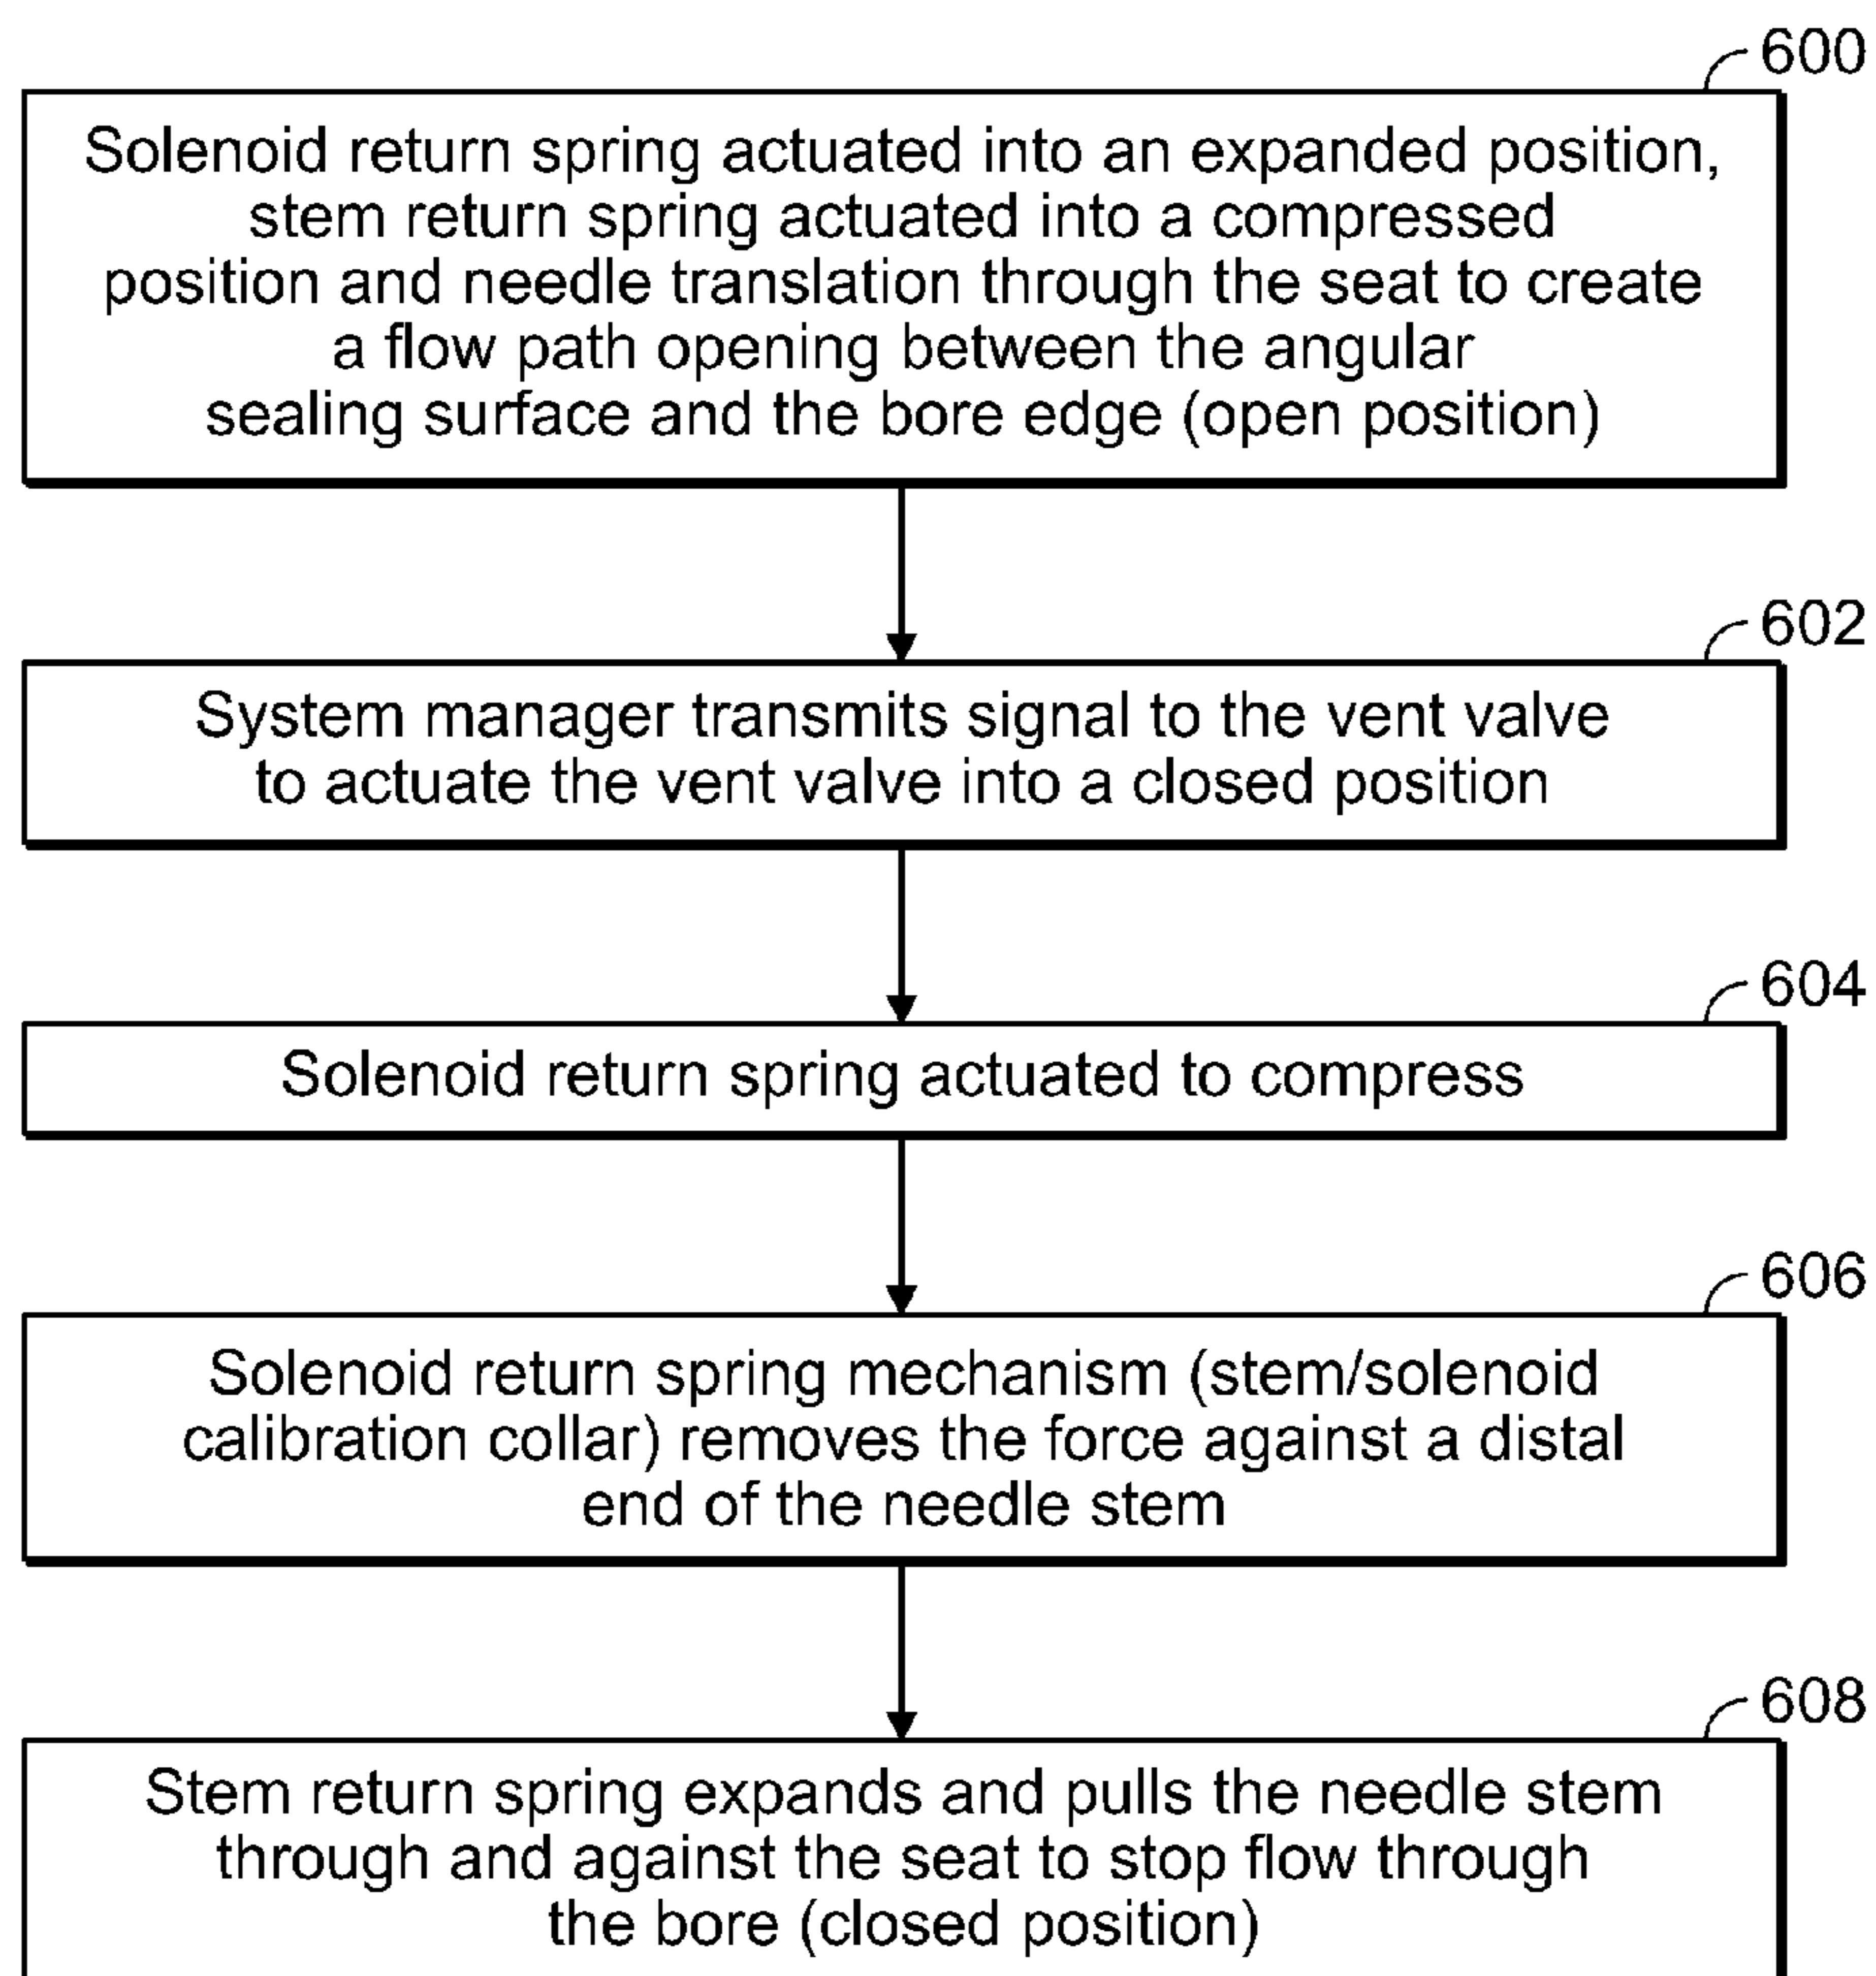 600
Solenoid return spring actuated into an expanded position,
stem return spring actuated into a compressed
position and needle translation through the seat to create
a flow path opening between the angular
sealing surface and the bore edge (open position)
602
System manager transmits signal to the vent valve
to actuate the vent valve into a closed position
604
Solenoid return spring actuated to compress
606
Solenoid return spring mechanism (stem/solenoid
calibration collar) removes the force against a distal
end of the needle stem
608
Stem return spring expands and pulls the needle stem
through and against the seat to stop flow through
the bore (closed position)